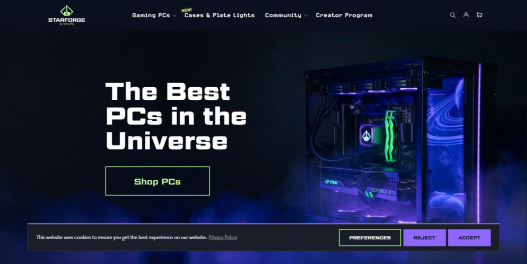 STARFORGE
SYSTEMS
Gaming PCs
NEW!
Cases & Plate Lights
Community
Creator Program
The Best
PCs in the
Universe
Shop PCs
GEFORCE RTX
This website uses cookies to ensure you get the best experience on our website. Privacy Policy
PREFERENCES
REJECT
ACCEPT